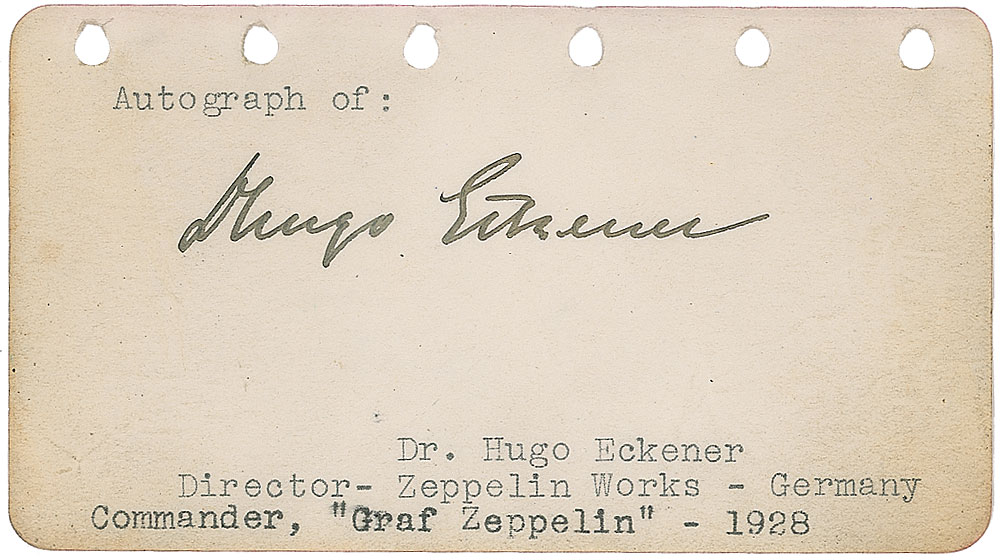 Autograph of:
Hugo Eckener
Dr. Hugo Eckener
Director- Zeppelin Works - Germany
Commander, "Graf Zeppelin" - 1928